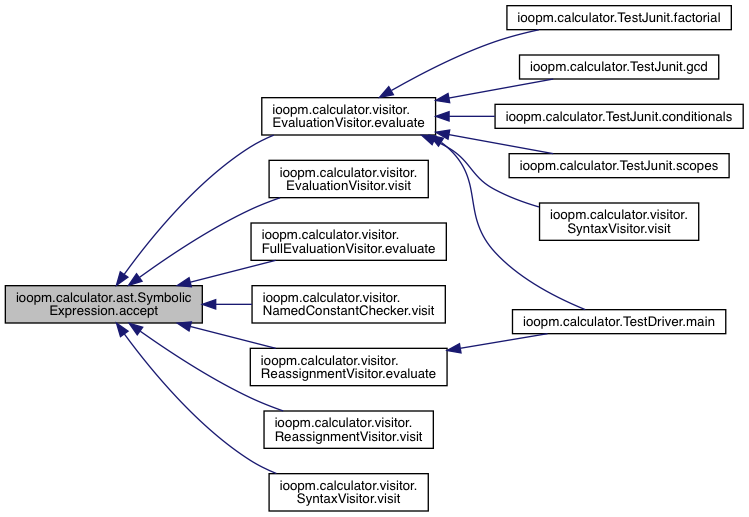 ioopm.calculator.ast.Symbolic
Expression.accept
ioopm.calculator.visitor.
EvaluationVisitor.evaluate
ioopm.calculator.visitor.
EvaluationVisitor.visit
ioopm.calculator.visitor.
FullEvaluationVisitor.evaluate
ioopm.calculator.visitor.
NamedConstantChecker.visit
ioopm.calculator.visitor.
ReassignmentVisitor.evaluate
ioopm.calculator.visitor.
ReassignmentVisitor.visit
ioopm.calculator.visitor.
SyntaxVisitor.visit
ioopm.calculator.TestJunit.factorial
ioopm.calculator.TestJunit.gcd
ioopm.calculator.TestJunit.conditionals
ioopm.calculator.TestJunit.scopes
ioopm.calculator.visitor.
SyntaxVisitor.visit
ioopm.calculator.TestDriver.main